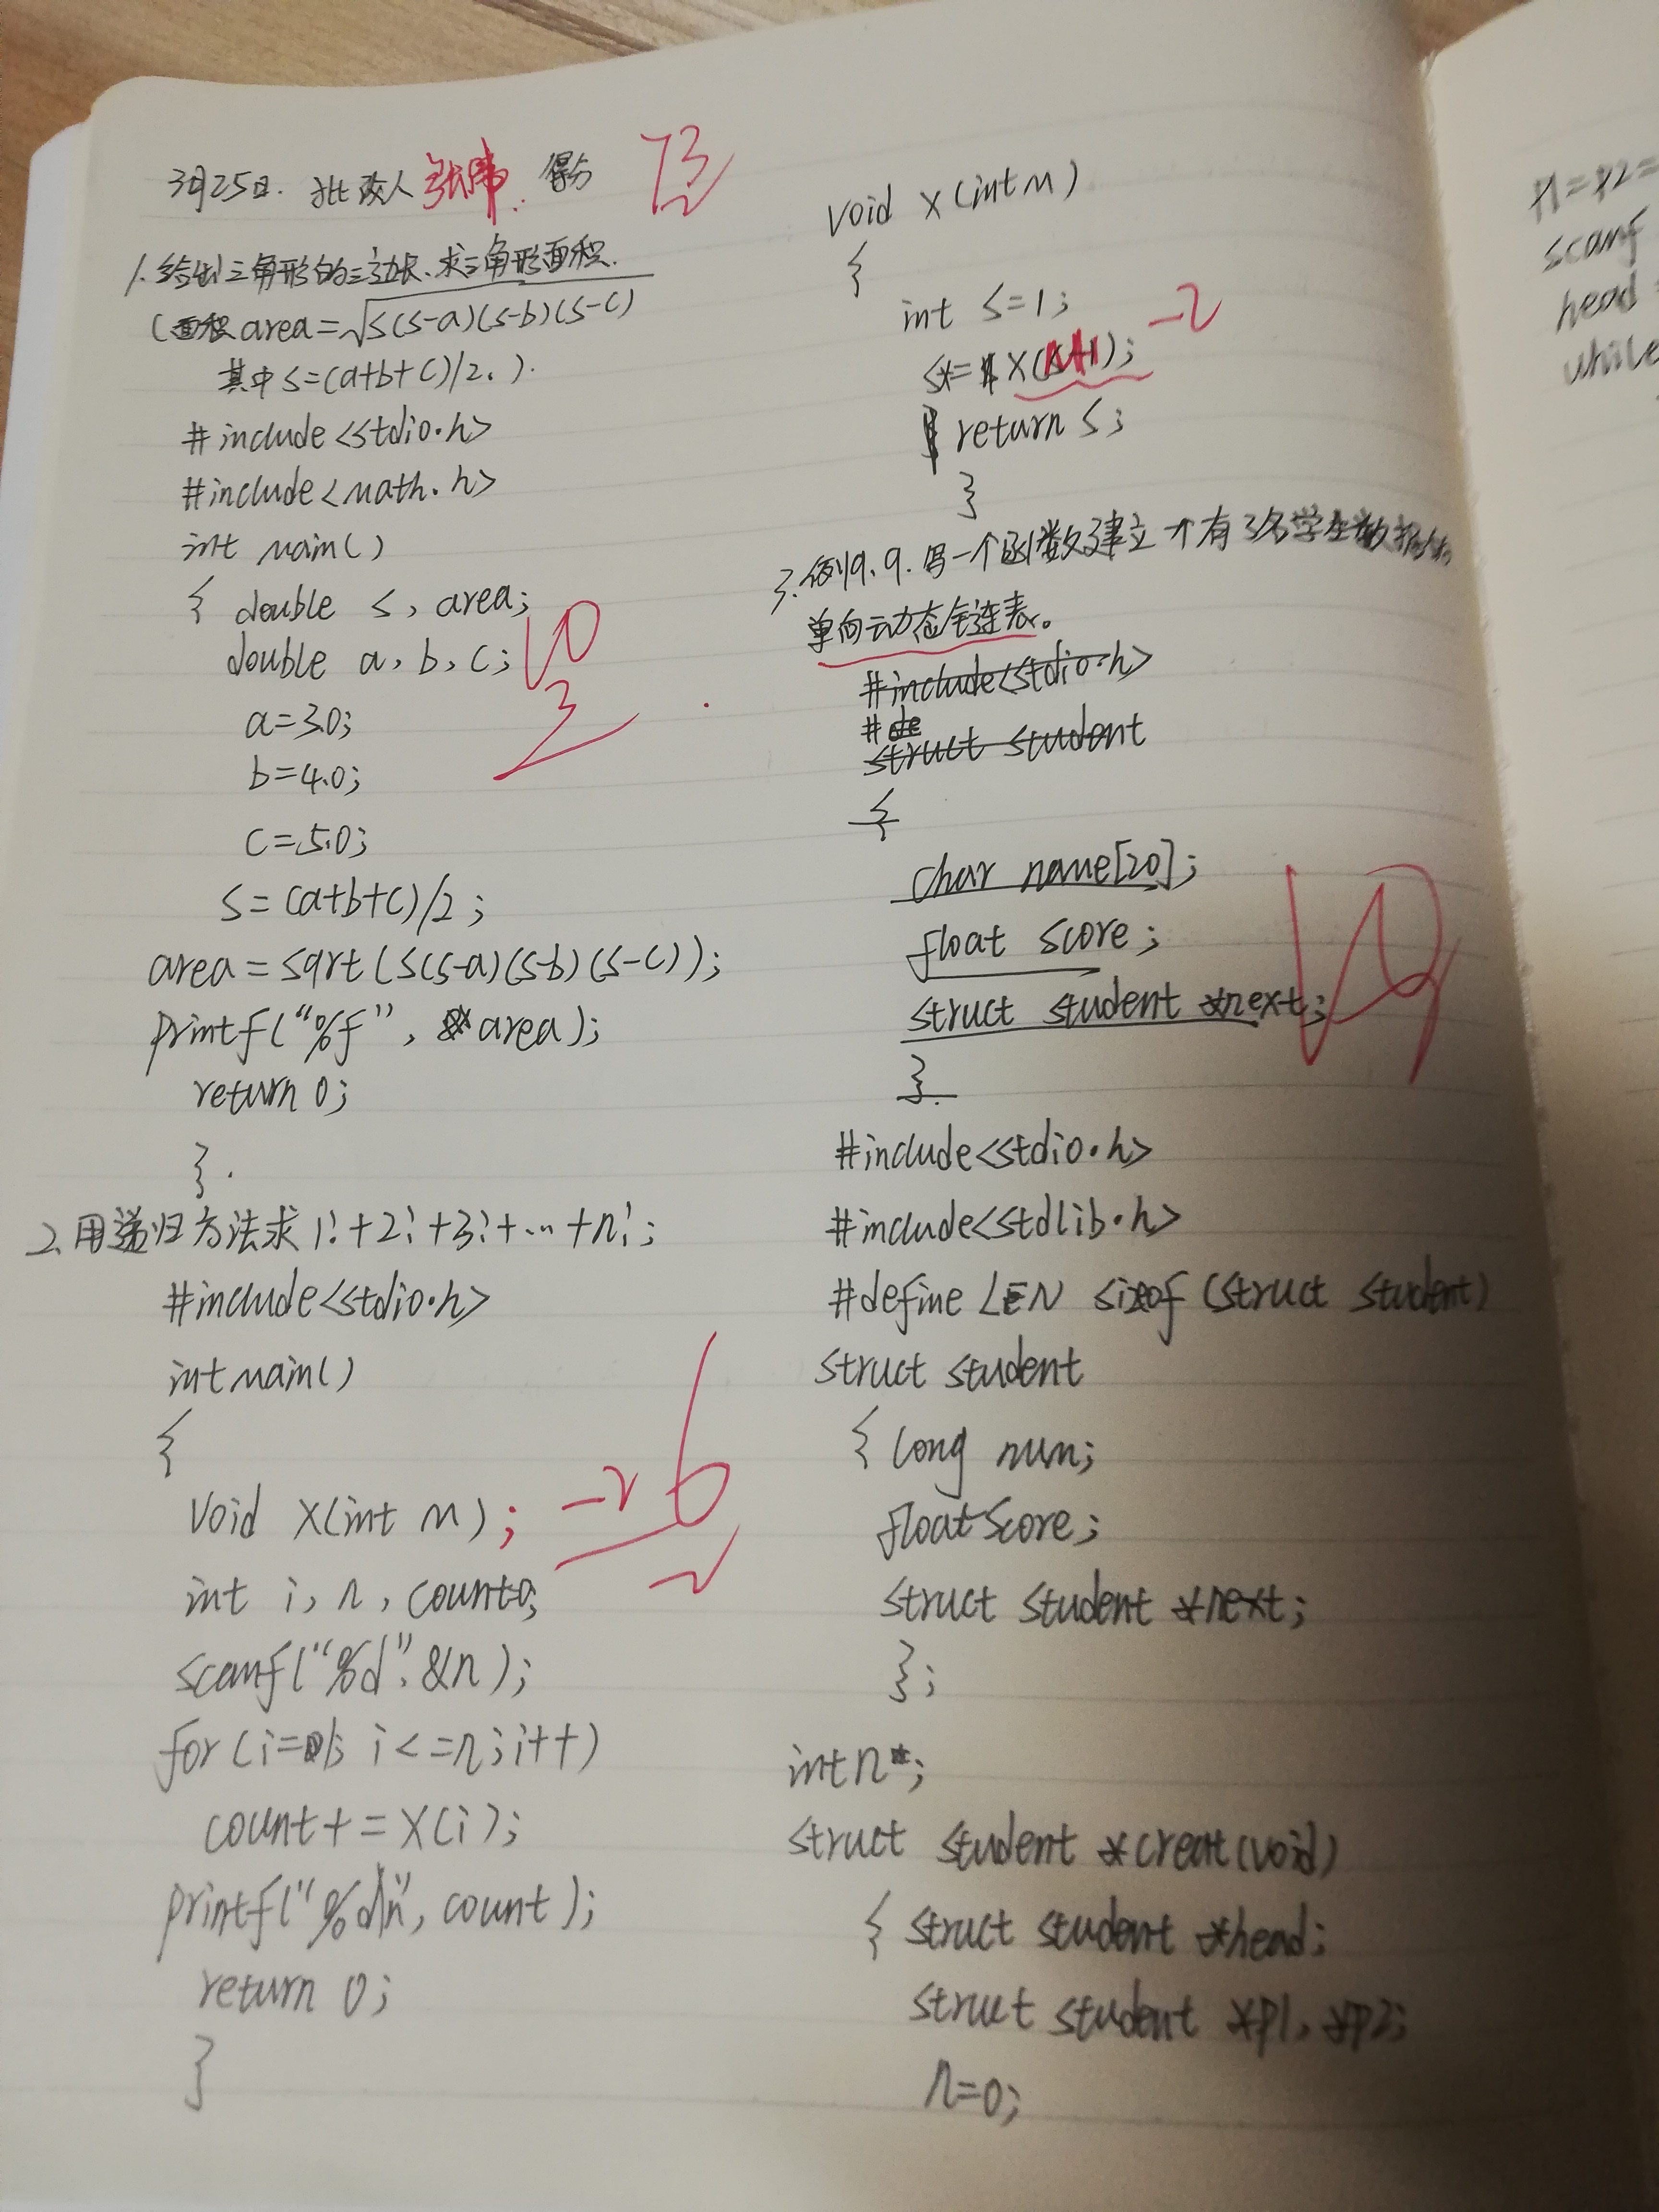 3月25日. 批改人 张玮. 得分 73
1. 给出三角形的三边长、求三角形面积.
(面积 area=√s(s-a)(s-b)(s-c)
其中 s=(a+b+c)/2. ).
#include<stdio.h>
#include<math.h>
int main()
{ double s, area;
double a, b, c; 10
a=3.0;
b=4.0;
c=5.0;
s=(a+b+c)/2;
area=sqrt(s(s-a)(s-b)(s-c));
printf("%f", area);
return 0;
}.
2、用递归方法求 1!+2!+3!+...+n!;
#include<stdio.h>
int main()
{
void x(int n); -2 6
int i, n, count=0;
scanf("%d",&n);
for(i=1; i<=n; i++)
count+=x(i);
printf("%d\n", count);
return 0;
}
void x(int n)
{
int s=1;
s*= x(n-1); -2
return s;
}
3. 例9.9. 写一个函数建立一个有3名学生数据的
单向动态链表。
#include<stdio.h>
#de
struct student
{
char name[20];
float score;
struct student *next;
}.
#include<stdio.h>
#include<stdlib.h>
#define LEN sizeof(struct student)
struct student
{ long num;
float score;
struct student *next;
};
int n;
struct student *creat(void)
{ struct student *head;
struct student *p1, *p2;
n=0;
p1=p2=
scanf
head
while